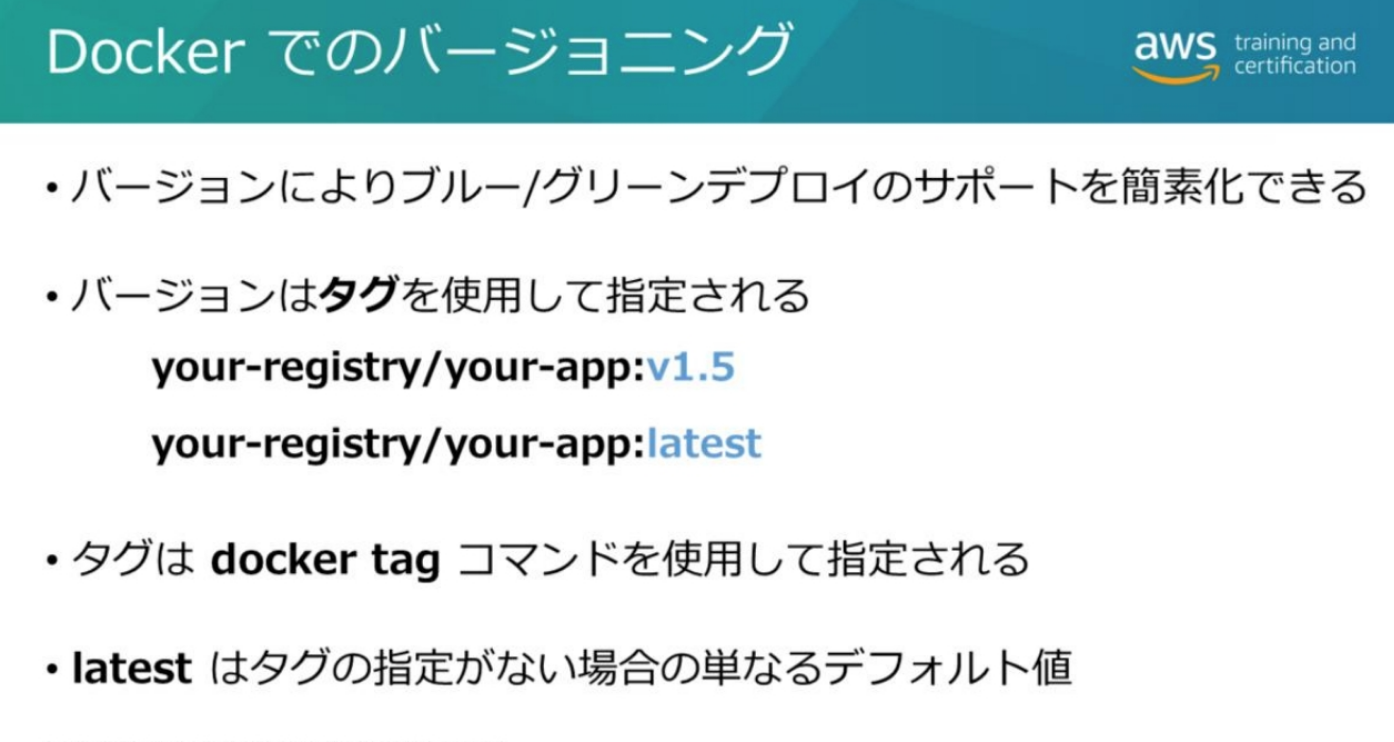 Docker でのバージョニング
aws training and certification
• バージョンによりブルー/グリーンデプロイのサポートを簡素化できる
• バージョンはタグを使用して指定される
your-registry/your-app:v1.5
your-registry/your-app:latest
• タグは docker tag コマンドを使用して指定される
• latest はタグの指定がない場合の単なるデフォルト値